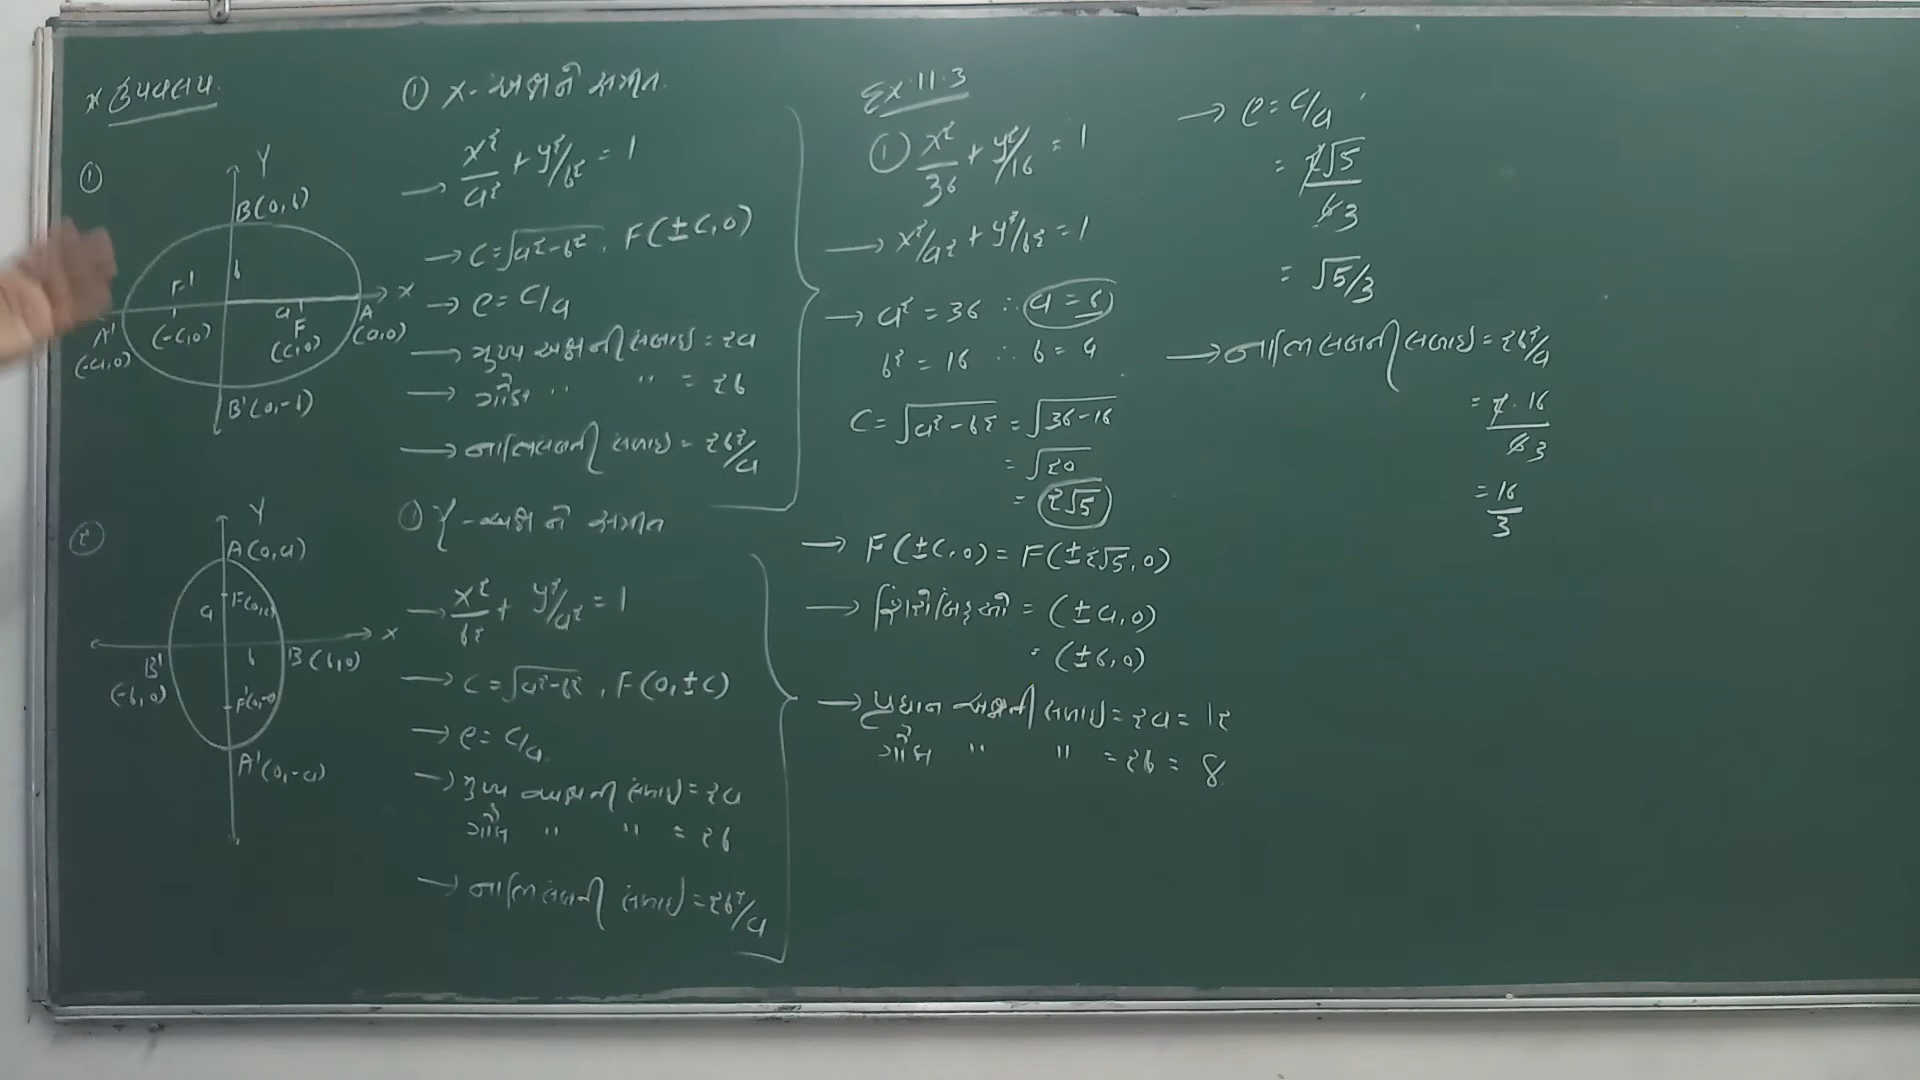 * ઉપવલય
①
Y
B(0,b)
b
F'
X
a
F
A
A'
(-c,0)
(c,0)
(a,0)
(-a,0)
B'(0,-b)
① X-અક્ષને સંગત
→ x²/a² + y²/b² = 1
→ c = √a²-b² , F(±c,0)
→ e = c/a
→ મુખ્ય અક્ષની લંબાઇ = 2a
→ ગૌણ " " = 2b
→ નાભિલંબની લંબાઇ = 2b²/a
②
Y
A(0,a)
a
F(0,c)
X
b
B'
B(b,0)
(-b,0)
F'(0,-c)
A'(0,-a)
① Y-અક્ષને સંગત
→ x²/b² + y²/a² = 1
→ c = √a²-b² , F(0,±c)
→ e = c/a
→ મુખ્ય અક્ષની લંબાઇ = 2a
ગૌણ " " = 2b
→ નાભિલંબની લંબાઇ = 2b²/a
Ex 11.3
① x²/36 + y²/16 = 1
→ x²/a² + y²/b² = 1
→ a² = 36 ∴ a = 6
b² = 16 ∴ b = 4
C = √a²-b² = √36-16
= √20
= 2√5
→ F(±c,0) = F(±2√5,0)
→ શિરોબિંદુઓ = (±a,0)
= (±6,0)
→ પ્રધાન અક્ષની લંબાઇ = 2a = 12
ગૌણ " " = 2b = 8
→ e = c/a
= 2√5/6 3
= √5/3
→ નાભિલંબની લંબાઇ = 2b²/a
= 2·16/6 3
= 16/3